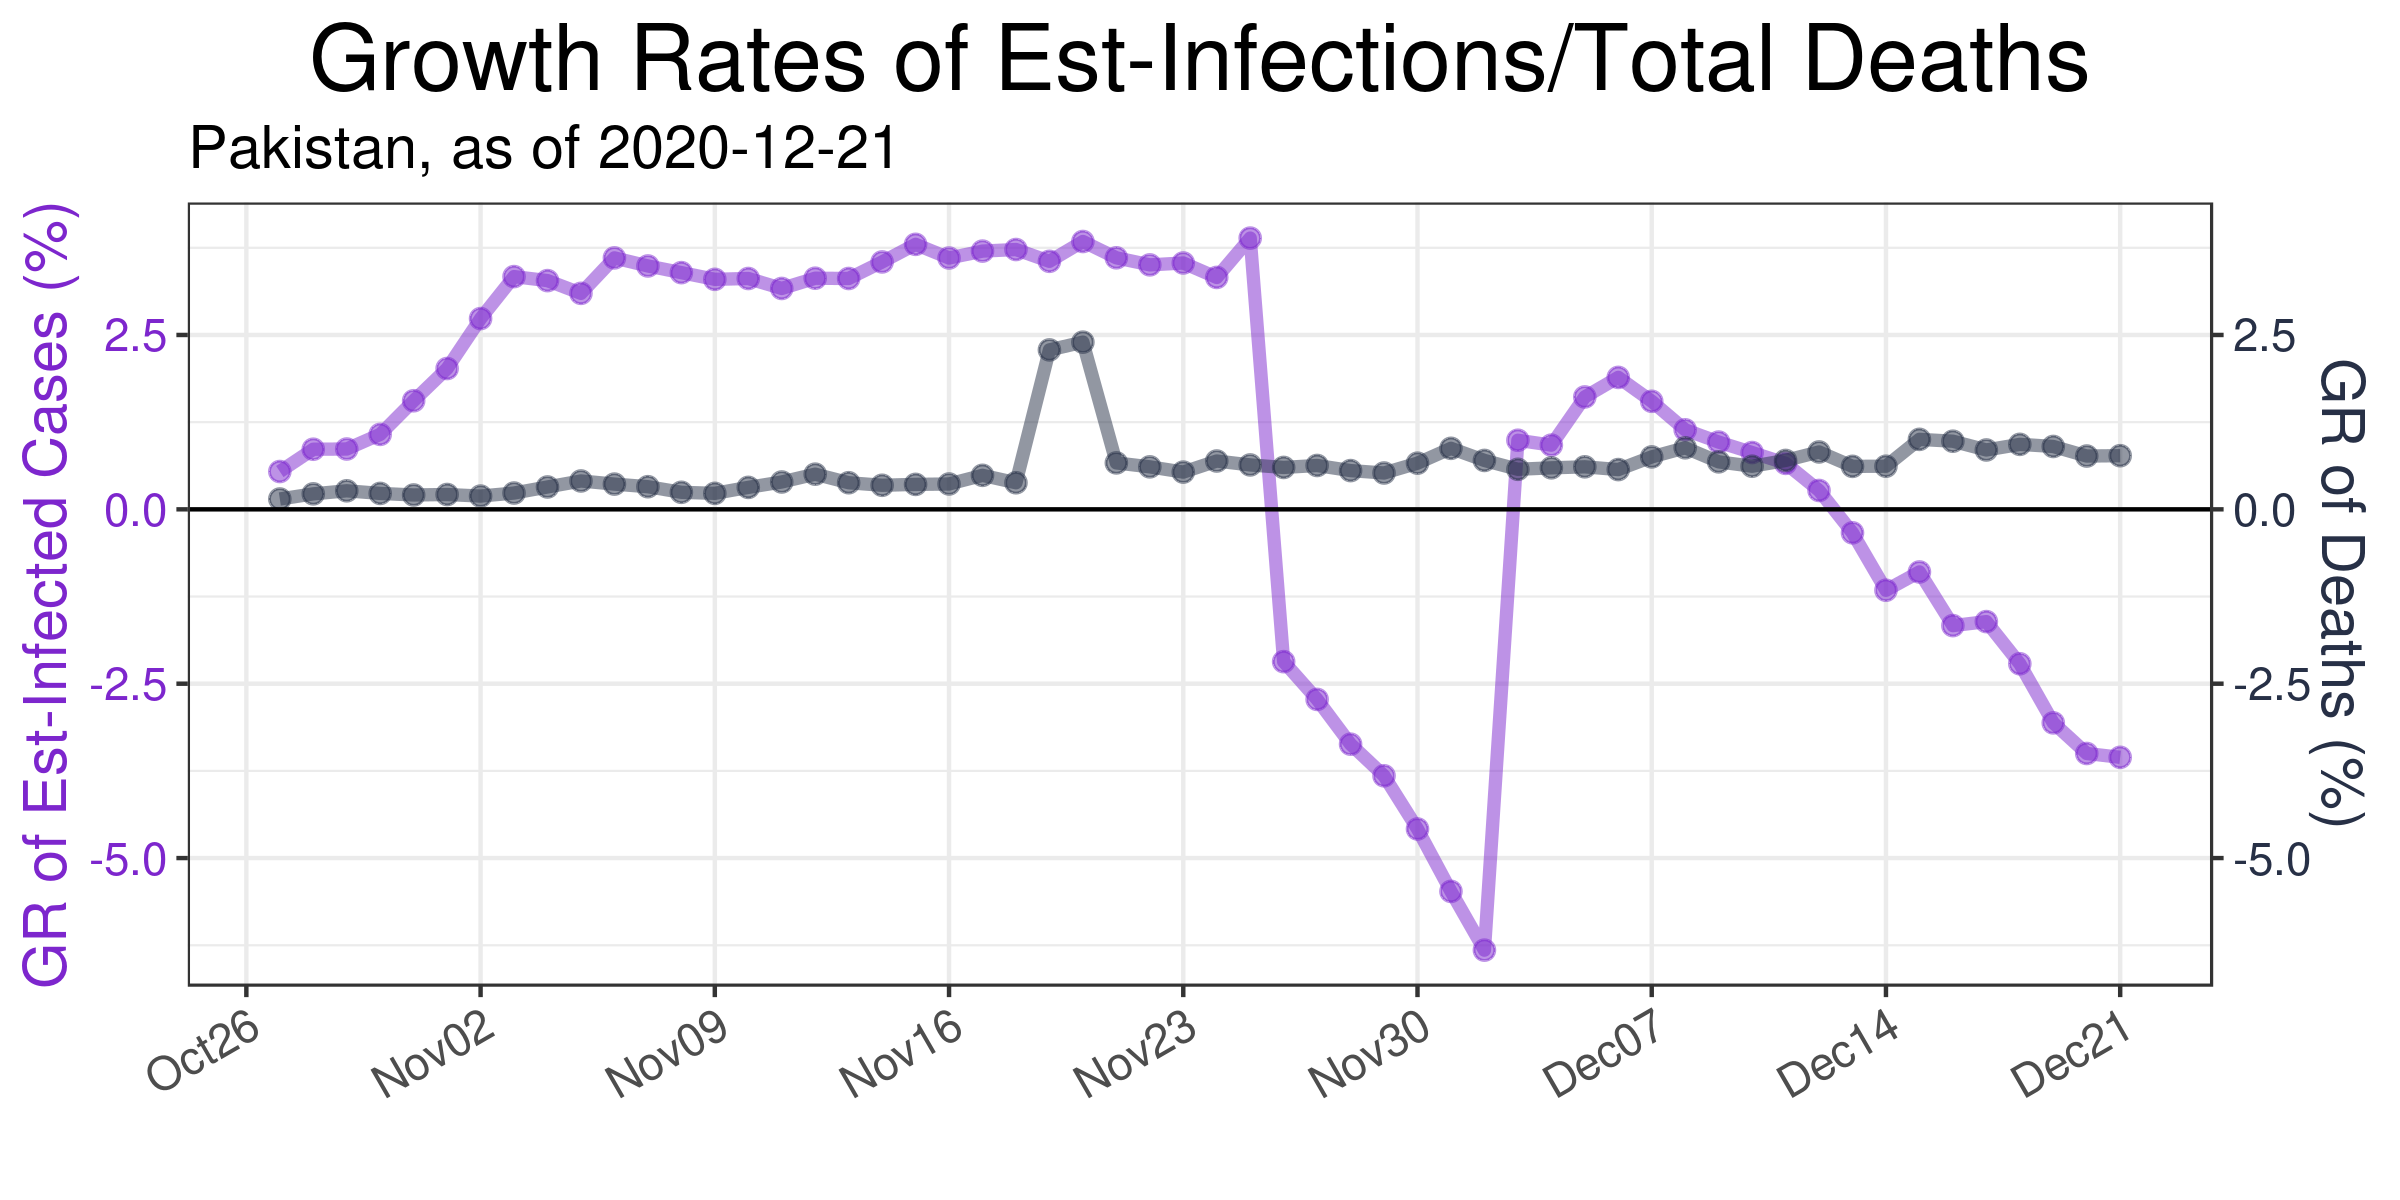 Growth Rates of Est-Infections/Total Deaths
Pakistan, as of 2020-12-21
GR of Est-Infected Cases (%)
2.5
0.0
-2.5
-5.0
2.5
0.0
-2.5
-5.0
GR of Deaths (%)
Oct26 Nov02 Nov09 Nov16 Nov23 Nov30 Dec07 Dec14 Dec21